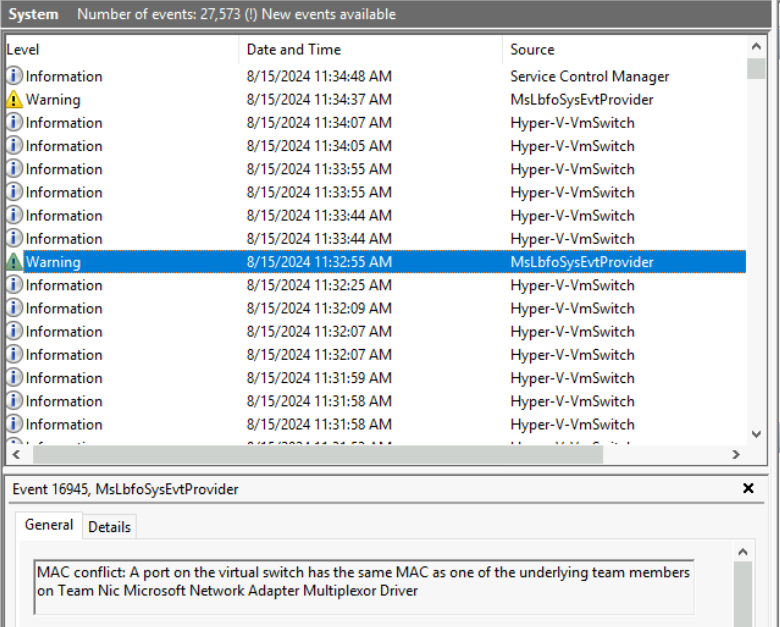 System Number of events: 27,573 (!) New events available
Level Date and Time Source
Information 8/15/2024 11:34:48 AM Service Control Manager
Warning 8/15/2024 11:34:37 AM MsLbfoSysEvtProvider
Information 8/15/2024 11:34:07 AM Hyper-V-VmSwitch
Information 8/15/2024 11:34:05 AM Hyper-V-VmSwitch
Information 8/15/2024 11:33:55 AM Hyper-V-VmSwitch
Information 8/15/2024 11:33:55 AM Hyper-V-VmSwitch
Information 8/15/2024 11:33:44 AM Hyper-V-VmSwitch
Information 8/15/2024 11:33:44 AM Hyper-V-VmSwitch
Warning 8/15/2024 11:32:55 AM MsLbfoSysEvtProvider
Information 8/15/2024 11:32:25 AM Hyper-V-VmSwitch
Information 8/15/2024 11:32:09 AM Hyper-V-VmSwitch
Information 8/15/2024 11:32:07 AM Hyper-V-VmSwitch
Information 8/15/2024 11:32:07 AM Hyper-V-VmSwitch
Information 8/15/2024 11:31:59 AM Hyper-V-VmSwitch
Information 8/15/2024 11:31:58 AM Hyper-V-VmSwitch
Information 8/15/2024 11:31:58 AM Hyper-V-VmSwitch
Event 16945, MsLbfoSysEvtProvider
General Details
MAC conflict: A port on the virtual switch has the same MAC as one of the underlying team members
on Team Nic Microsoft Network Adapter Multiplexor Driver